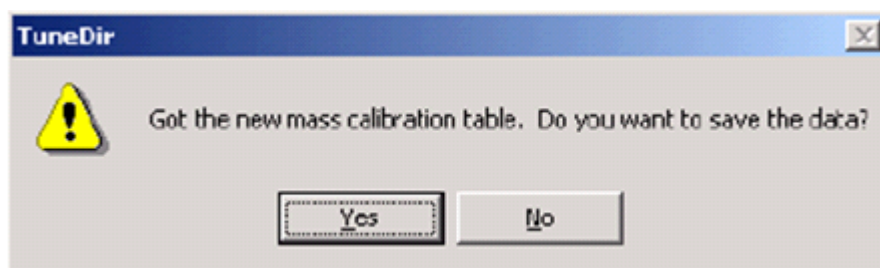 TuneDir
Got the new mass calibration table. Do you want to save the data?
Yes
No